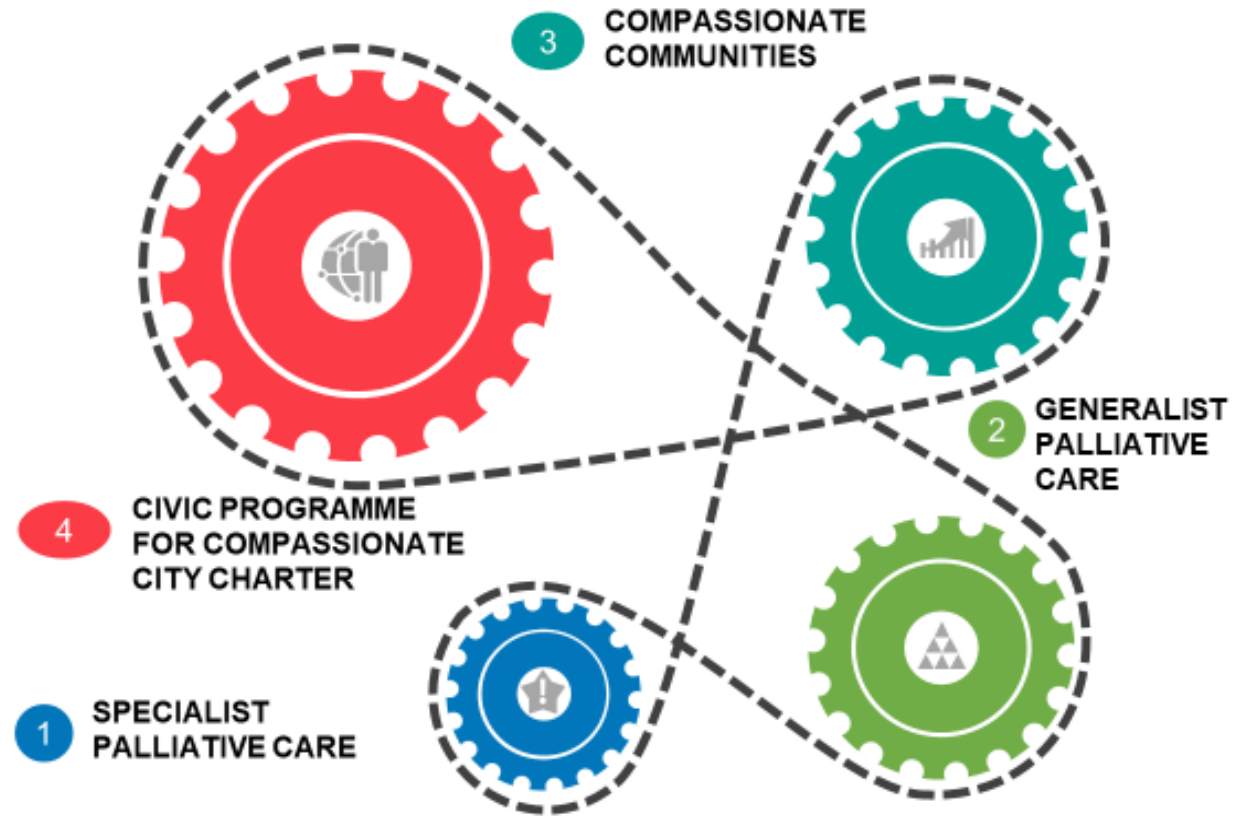 3
COMPASSIONATE
COMMUNITIES
2
GENERALIST
PALLIATIVE
CARE
4
CIVIC PROGRAMME
FOR COMPASSIONATE
CITY CHARTER
1
SPECIALIST
PALLIATIVE CARE
!